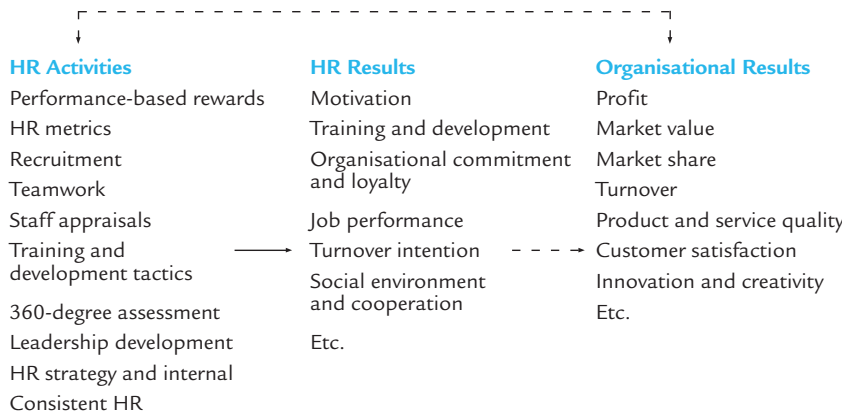 HR Activities
Performance-based rewards
HR metrics
Recruitment
Teamwork
Staff appraisals
Training and
development tactics
360-degree assessment
Leadership development
HR strategy and internal
Consistent HR
HR Results
Motivation
Training and development
Organisational commitment
and loyalty
Job performance
Turnover intention
Social environment
and cooperation
Etc.
Organisational Results
Profit
Market value
Market share
Turnover
Product and service quality
Customer satisfaction
Innovation and creativity
Etc.